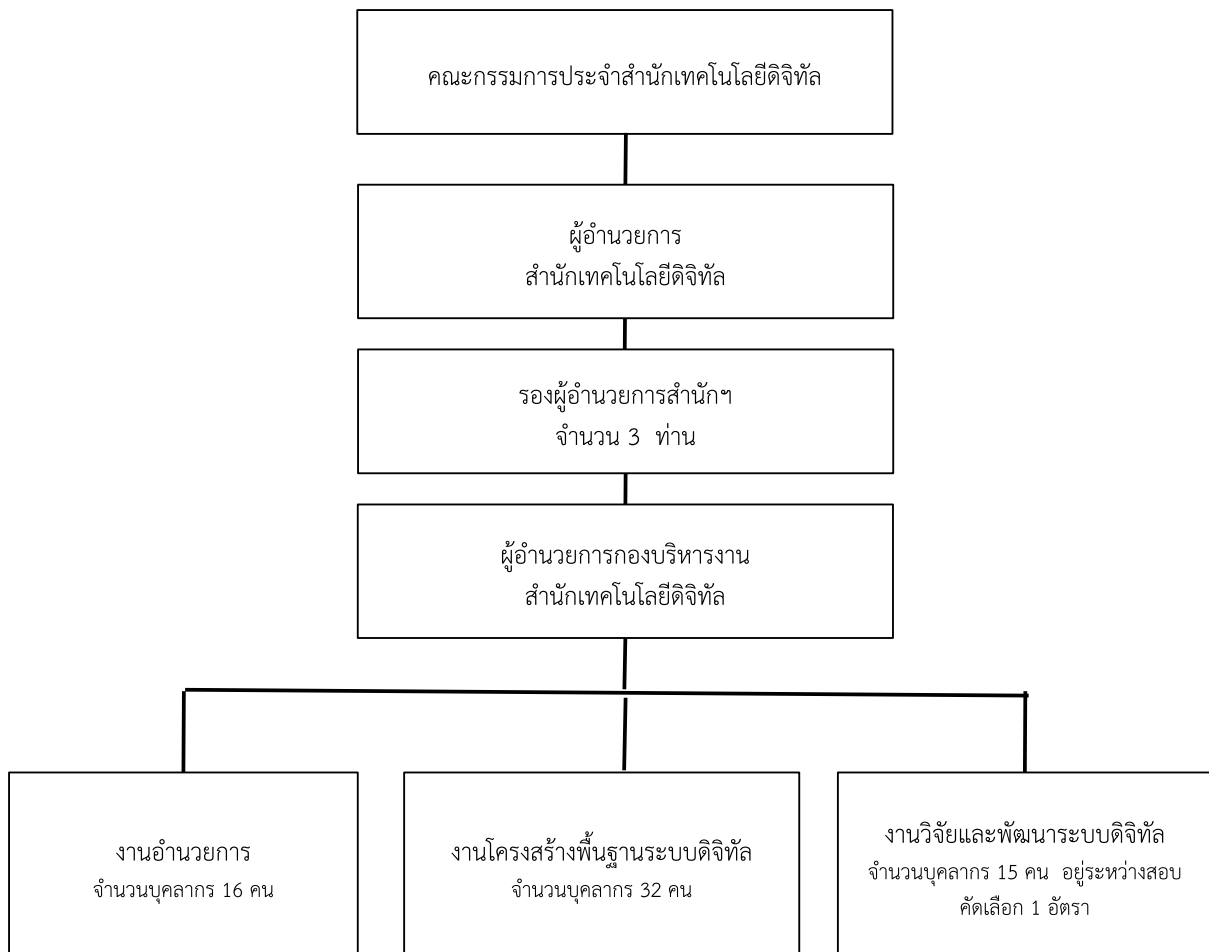 คณะกรรมการประจำสำนักเทคโนโลยีดิจิทัล
ผู้อำนวยการ
สำนักเทคโนโลยีดิจิทัล
รองผู้อำนวยการสำนักฯ
จำนวน 3 ท่าน
ผู้อำนวยการกองบริหารงาน
สำนักเทคโนโลยีดิจิทัล
งานอำนวยการ
จำนวนบุคลากร 16 คน
งานโครงสร้างพื้นฐานระบบดิจิทัล
จำนวนบุคลากร 32 คน
งานวิจัยและพัฒนาระบบดิจิทัล
จำนวนบุคลากร 15 คน อยู่ระหว่างสอบ
คัดเลือก 1 อัตรา